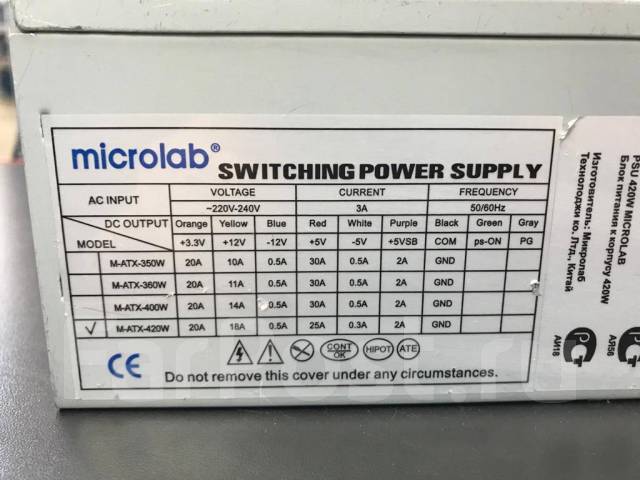 microlab®
SWITCHING POWER SUPPLY
AC INPUT VOLTAGE CURRENT FREQUENCY
~220V-240V 3A 50/60Hz
DC OUTPUT Orange Yellow Blue Red White Purple Black Green Gray
MODEL +3.3V +12V -12V +5V -5V +5VSB COM ps-ON PG
M-ATX-350W 20A 10A 0.5A 30A 0.5A 2A GND
M-ATX-360W 20A 11A 0.5A 30A 0.5A 2A GND
M-ATX-400W 20A 14A 0.5A 30A 0.5A 2A GND
√ M-ATX-420W 20A 18A 0.5A 25A 0.3A 2A GND
CE CONT OK HIPOT ATE
Do not remove this cover under any circumstances.
PSU 420W MICROLAB
Блок питания к корпусу 420W
Изготовитель: Микролаб
Технолоджи ко. Лтд., Китай
АЯ56